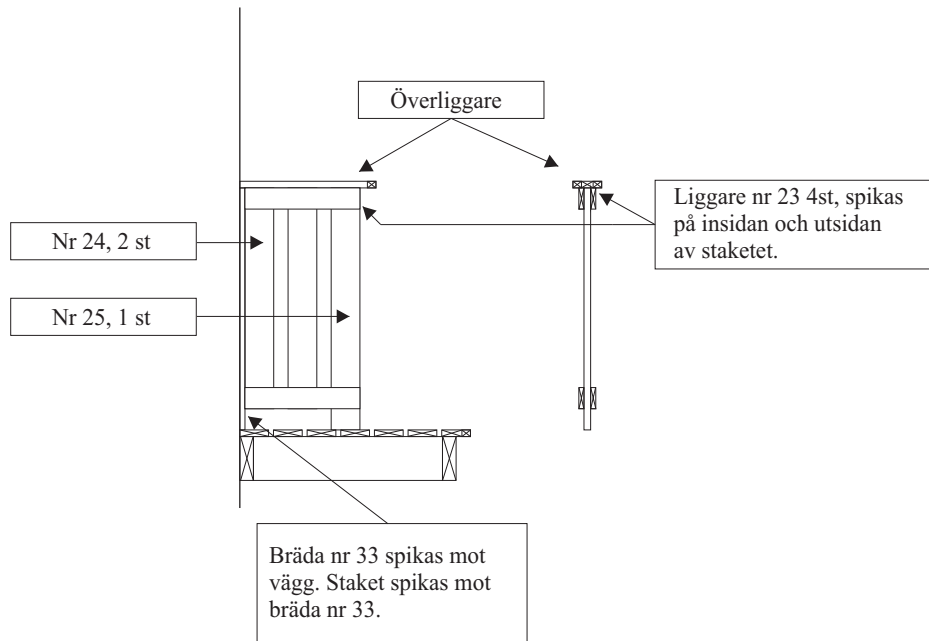 Överliggare
Liggare nr 23 4st, spikas
på insidan och utsidan
av staketet.
Nr 24, 2 st
Nr 25, 1 st
Bräda nr 33 spikas mot
vägg. Staket spikas mot
bräda nr 33.